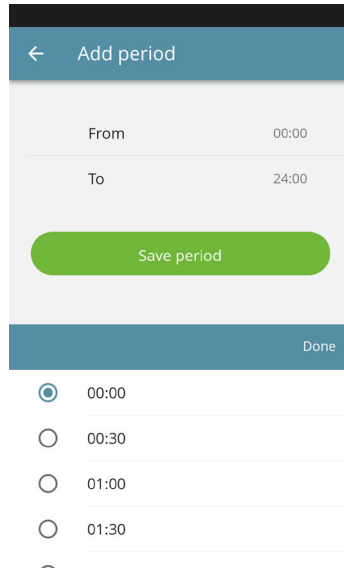 Add period
From 00:00
To 24:00
Save period
Done
00:00
00:30
01:00
01:30